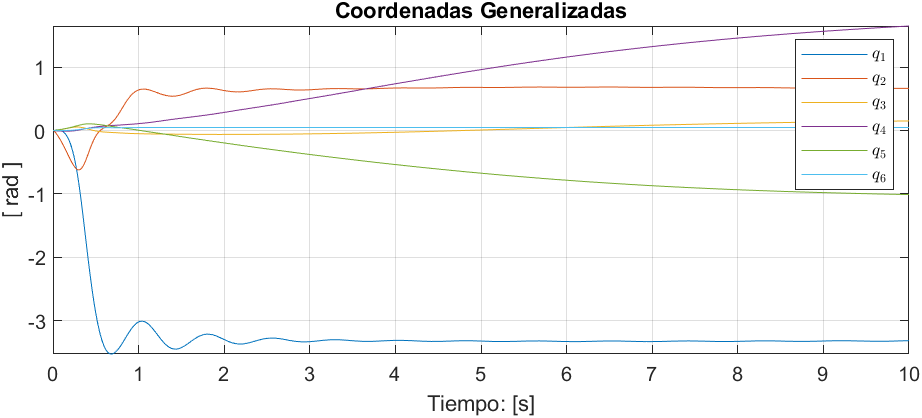 Coordenadas Generalizadas
[ rad ]
1
0
-1
-2
-3
q1
q2
q3
q4
q5
q6
0 1 2 3 4 5 6 7 8 9 10
Tiempo: [s]